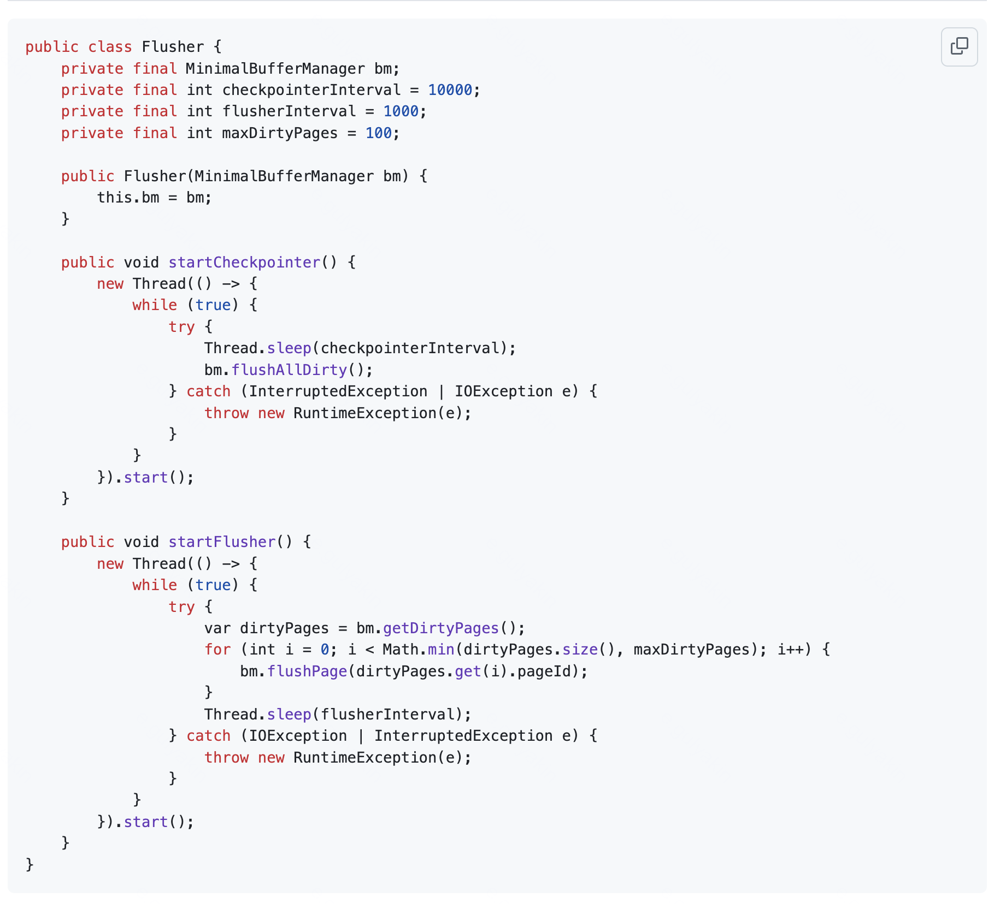 public class Flusher {
    private final MinimalBufferManager bm;
    private final int checkpointerInterval = 10000;
    private final int flusherInterval = 1000;
    private final int maxDirtyPages = 100;

    public Flusher(MinimalBufferManager bm) {
        this.bm = bm;
    }

    public void startCheckpointer() {
        new Thread(() -> {
            while (true) {
                try {
                    Thread.sleep(checkpointerInterval);
                    bm.flushAllDirty();
                } catch (InterruptedException | IOException e) {
                    throw new RuntimeException(e);
                }
            }
        }).start();
    }

    public void startFlusher() {
        new Thread(() -> {
            while (true) {
                try {
                    var dirtyPages = bm.getDirtyPages();
                    for (int i = 0; i < Math.min(dirtyPages.size(), maxDirtyPages); i++) {
                        bm.flushPage(dirtyPages.get(i).pageId);
                    }
                    Thread.sleep(flusherInterval);
                } catch (IOException | InterruptedException e) {
                    throw new RuntimeException(e);
                }
            }
        }).start();
    }
}